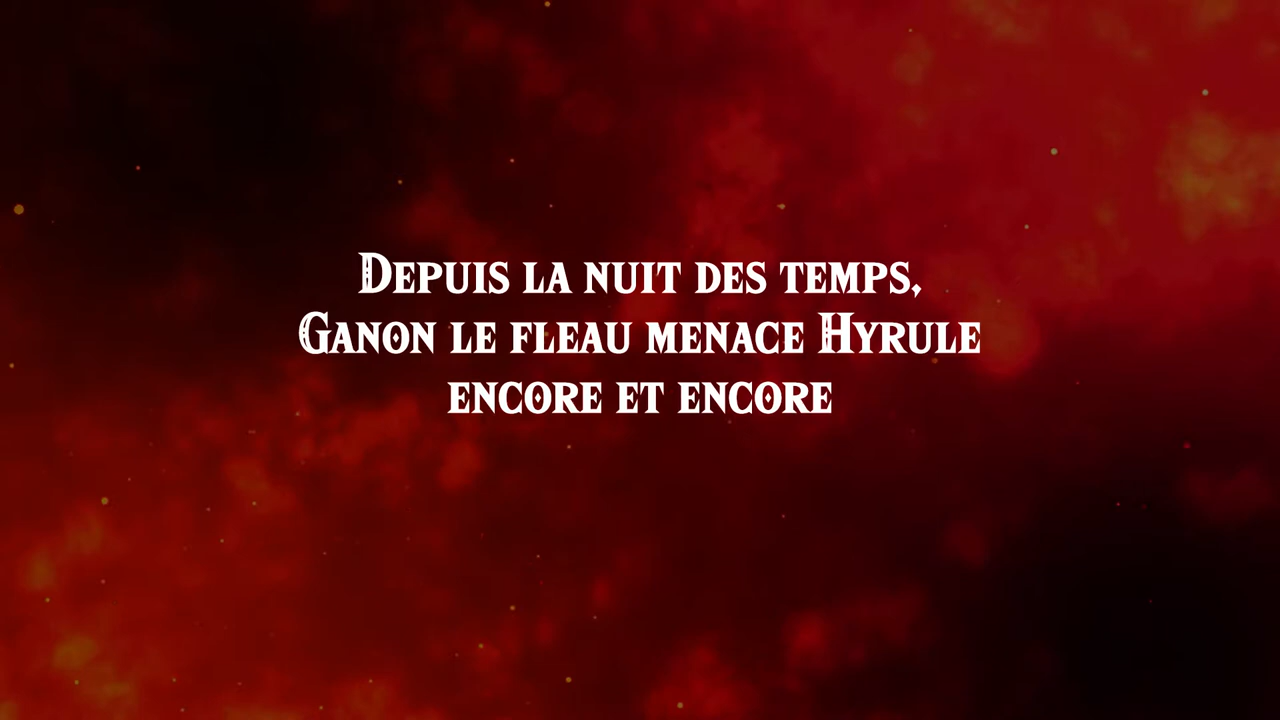 Depuis la nuit des temps,
Ganon le fleau menace Hyrule
encore et encore